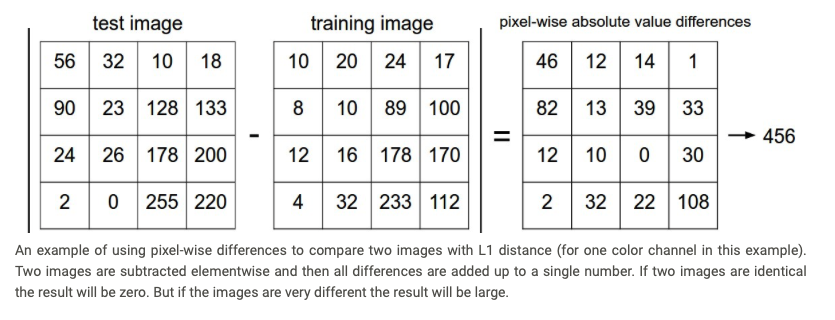 test image training image pixel-wise absolute value differences
56 32 10 18 10 20 24 17 46 12 14 1
90 23 128 133 8 10 89 100 82 13 39 33
- = → 456
24 26 178 200 12 16 178 170 12 10 0 30
2 0 255 220 4 32 233 112 2 32 22 108
An example of using pixel-wise differences to compare two images with L1 distance (for one color channel in this example).
Two images are subtracted elementwise and then all differences are added up to a single number. If two images are identical
the result will be zero. But if the images are very different the result will be large.